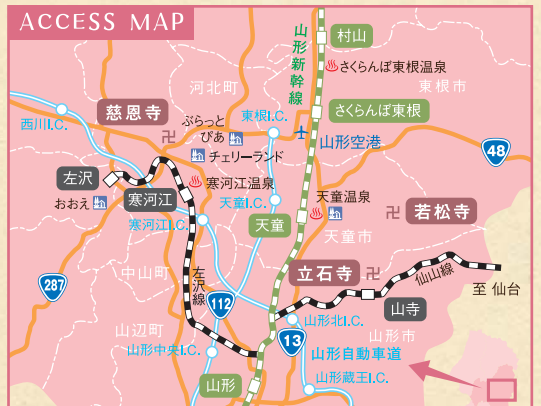 ACCESS MAP
村山
山形新幹線
さくらんぼ東根温泉
河北町
東根市
慈恩寺
ぶらっと
ぴあ
東根I.C.
さくらんぼ東根
西川I.C.
山形空港
48
チェリーランド
左沢
寒河江
寒河江温泉
天童温泉
おおえ
天童I.C.
若松寺
寒河江I.C.
天童
天童市
立石寺
仙山線
中山町
左沢線
287
112
至 仙台
山寺
山辺町
山形北I.C.
山形市
13
山形中央I.C.
山形自動車道
山形
山形蔵王I.C.